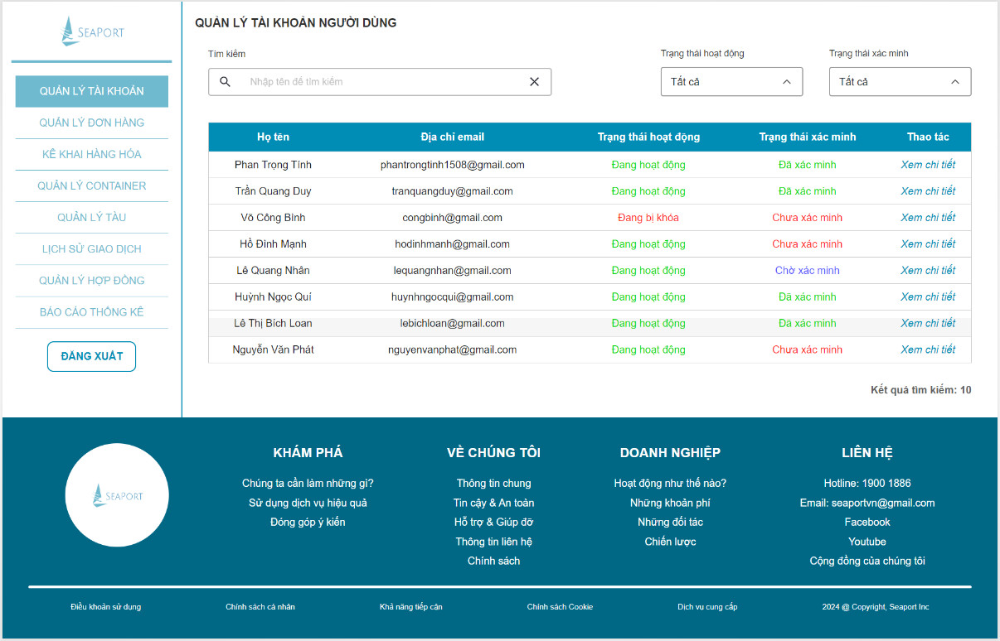 SEAPORT
QUẢN LÝ TÀI KHOẢN
QUẢN LÝ ĐƠN HÀNG
KÊ KHAI HÀNG HÓA
QUẢN LÝ CONTAINER
QUẢN LÝ TÀU
LỊCH SỬ GIAO DỊCH
QUẢN LÝ HỢP ĐỒNG
BÁO CÁO THỐNG KÊ
ĐĂNG XUẤT
QUẢN LÝ TÀI KHOẢN NGƯỜI DÙNG
Tìm kiếm
Trạng thái hoạt động
Trạng thái xác minh
Nhập tên để tìm kiếm
Tất cả
Tất cả
Họ tên Địa chỉ email Trạng thái hoạt động Trạng thái xác minh Thao tác
Phan Trọng Tính phantrongtinh1508@gmail.com Đang hoạt động Đã xác minh Xem chi tiết
Trần Quang Duy tranquangduy@gmail.com Đang hoạt động Đã xác minh Xem chi tiết
Võ Công Bình congbinh@gmail.com Đang bị khóa Chưa xác minh Xem chi tiết
Hồ Đình Mạnh hodinhmanh@gmail.com Đang hoạt động Chưa xác minh Xem chi tiết
Lê Quang Nhân lequangnhan@gmail.com Đang hoạt động Chờ xác minh Xem chi tiết
Huỳnh Ngọc Quí huynhngocqui@gmail.com Đang hoạt động Đã xác minh Xem chi tiết
Lê Thị Bích Loan lebichloan@gmail.com Đang hoạt động Đã xác minh Xem chi tiết
Nguyễn Văn Phát nguyenvanphat@gmail.com Đang hoạt động Chưa xác minh Xem chi tiết
Kết quả tìm kiếm: 10
SEAPORT
KHÁM PHÁ
Chúng ta cần làm những gì?
Sử dụng dịch vụ hiệu quả
Đóng góp ý kiến
VỀ CHÚNG TÔI
Thông tin chung
Tin cậy & An toàn
Hỗ trợ & Giúp đỡ
Thông tin liên hệ
Chính sách
DOANH NGHIỆP
Hoạt động như thế nào?
Những khoản phí
Những đối tác
Chiến lược
LIÊN HỆ
Hotline: 1900 1886
Email: seaportvn@gmail.com
Facebook
Youtube
Cộng đồng của chúng tôi
Điều khoản sử dụng
Chính sách cá nhân
Khả năng tiếp cận
Chính sách Cookie
Dịch vụ cung cấp
2024 @ Copyright, Seaport Inc